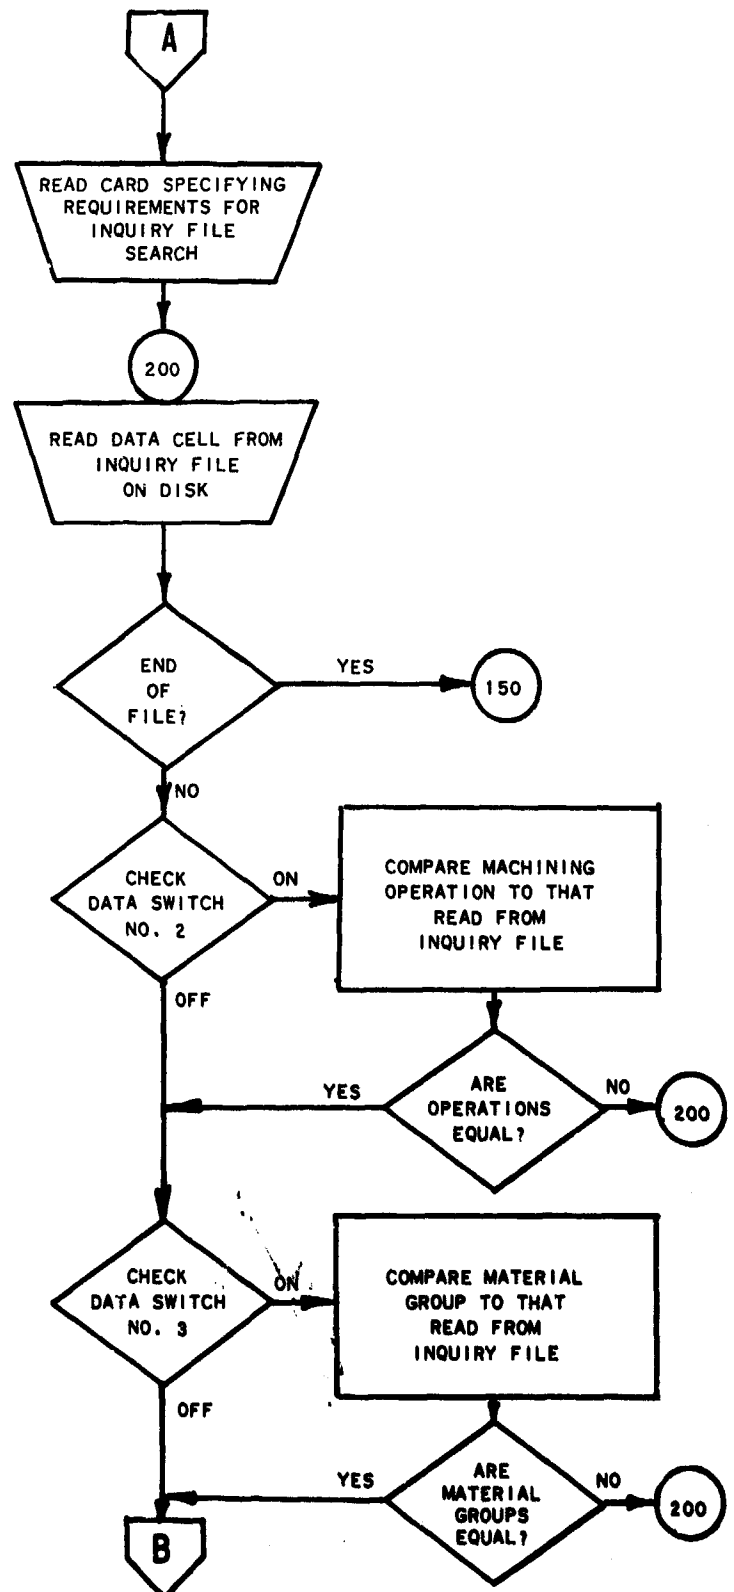 A
READ CARD SPECIFYING
REQUIREMENTS FOR
INQUIRY FILE
SEARCH
200
READ DATA CELL FROM
INQUIRY FILE
ON DISK
END
OF
FILE?
YES
150
NO
CHECK
DATA SWITCH
NO. 2
ON
COMPARE MACHINING
OPERATION TO THAT
READ FROM
INQUIRY FILE
OFF
ARE
OPERATIONS
EQUAL?
YES
NO
200
CHECK
DATA SWITCH
NO. 3
ON
COMPARE MATERIAL
GROUP TO THAT
READ FROM
INQUIRY FILE
OFF
ARE
MATERIAL
GROUPS
EQUAL?
YES
NO
200
B